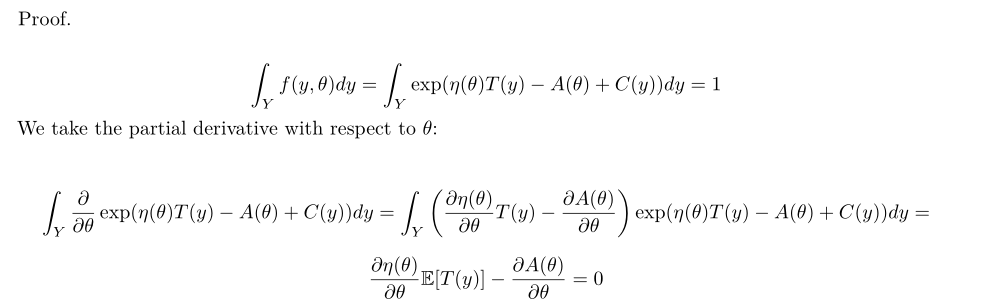 Proof.
∫_Y f(y, θ)dy = ∫_Y exp(η(θ)T(y) − A(θ) + C(y))dy = 1
We take the partial derivative with respect to θ:
∫_Y ∂/∂θ exp(η(θ)T(y) − A(θ) + C(y))dy = ∫_Y (∂η(θ)/∂θ T(y) − ∂A(θ)/∂θ) exp(η(θ)T(y) − A(θ) + C(y))dy =
∂η(θ)/∂θ 𝔼[T(y)] − ∂A(θ)/∂θ = 0